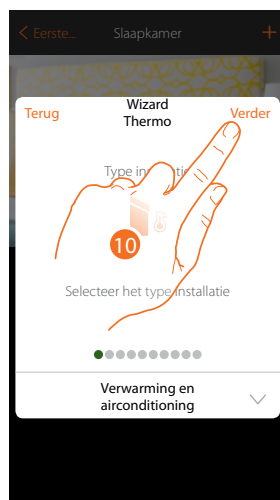 < Eerste... Slaapkamer +
Terug Wizard Verder
Thermo
Type in
10
Selecteer het type installatie
Verwarming en
airconditioning